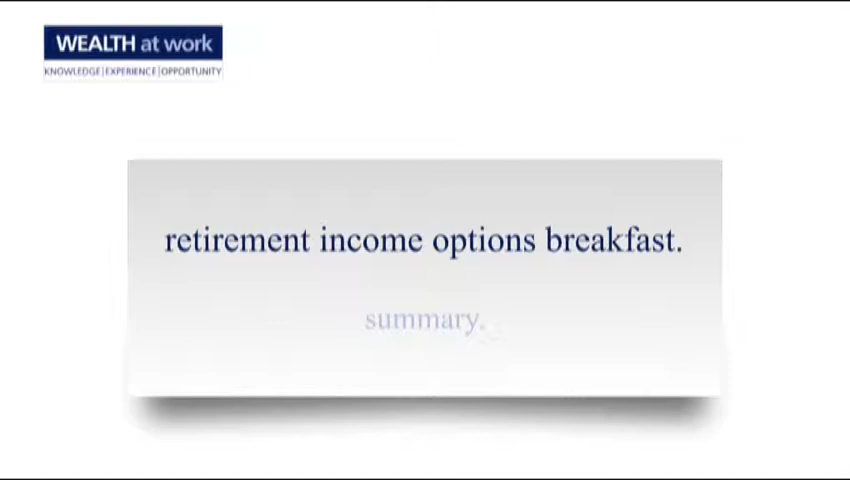 WEALTH at work
KNOWLEDGE|EXPERIENCE|OPPORTUNITY
retirement income options breakfast.
summary.